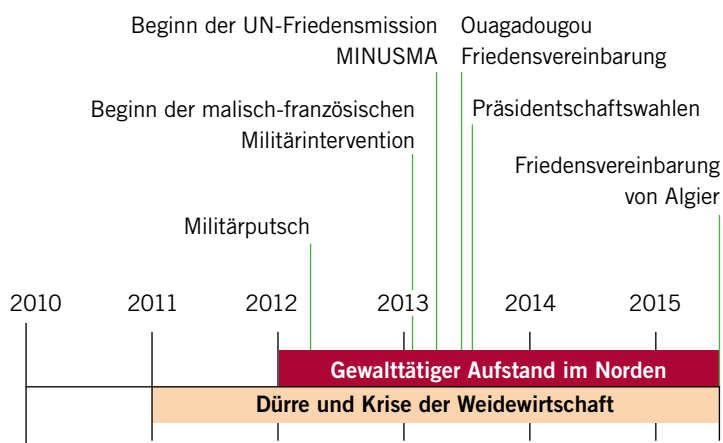 Beginn der UN-Friedensmission
MINUSMA
Ouagadougou
Friedensvereinbarung
Beginn der malisch-französischen
Militärintervention
Präsidentschaftswahlen
Friedensvereinbarung
von Algier
Militärputsch
2010 2011 2012 2013 2014 2015
Gewalttätiger Aufstand im Norden
Dürre und Krise der Weidewirtschaft